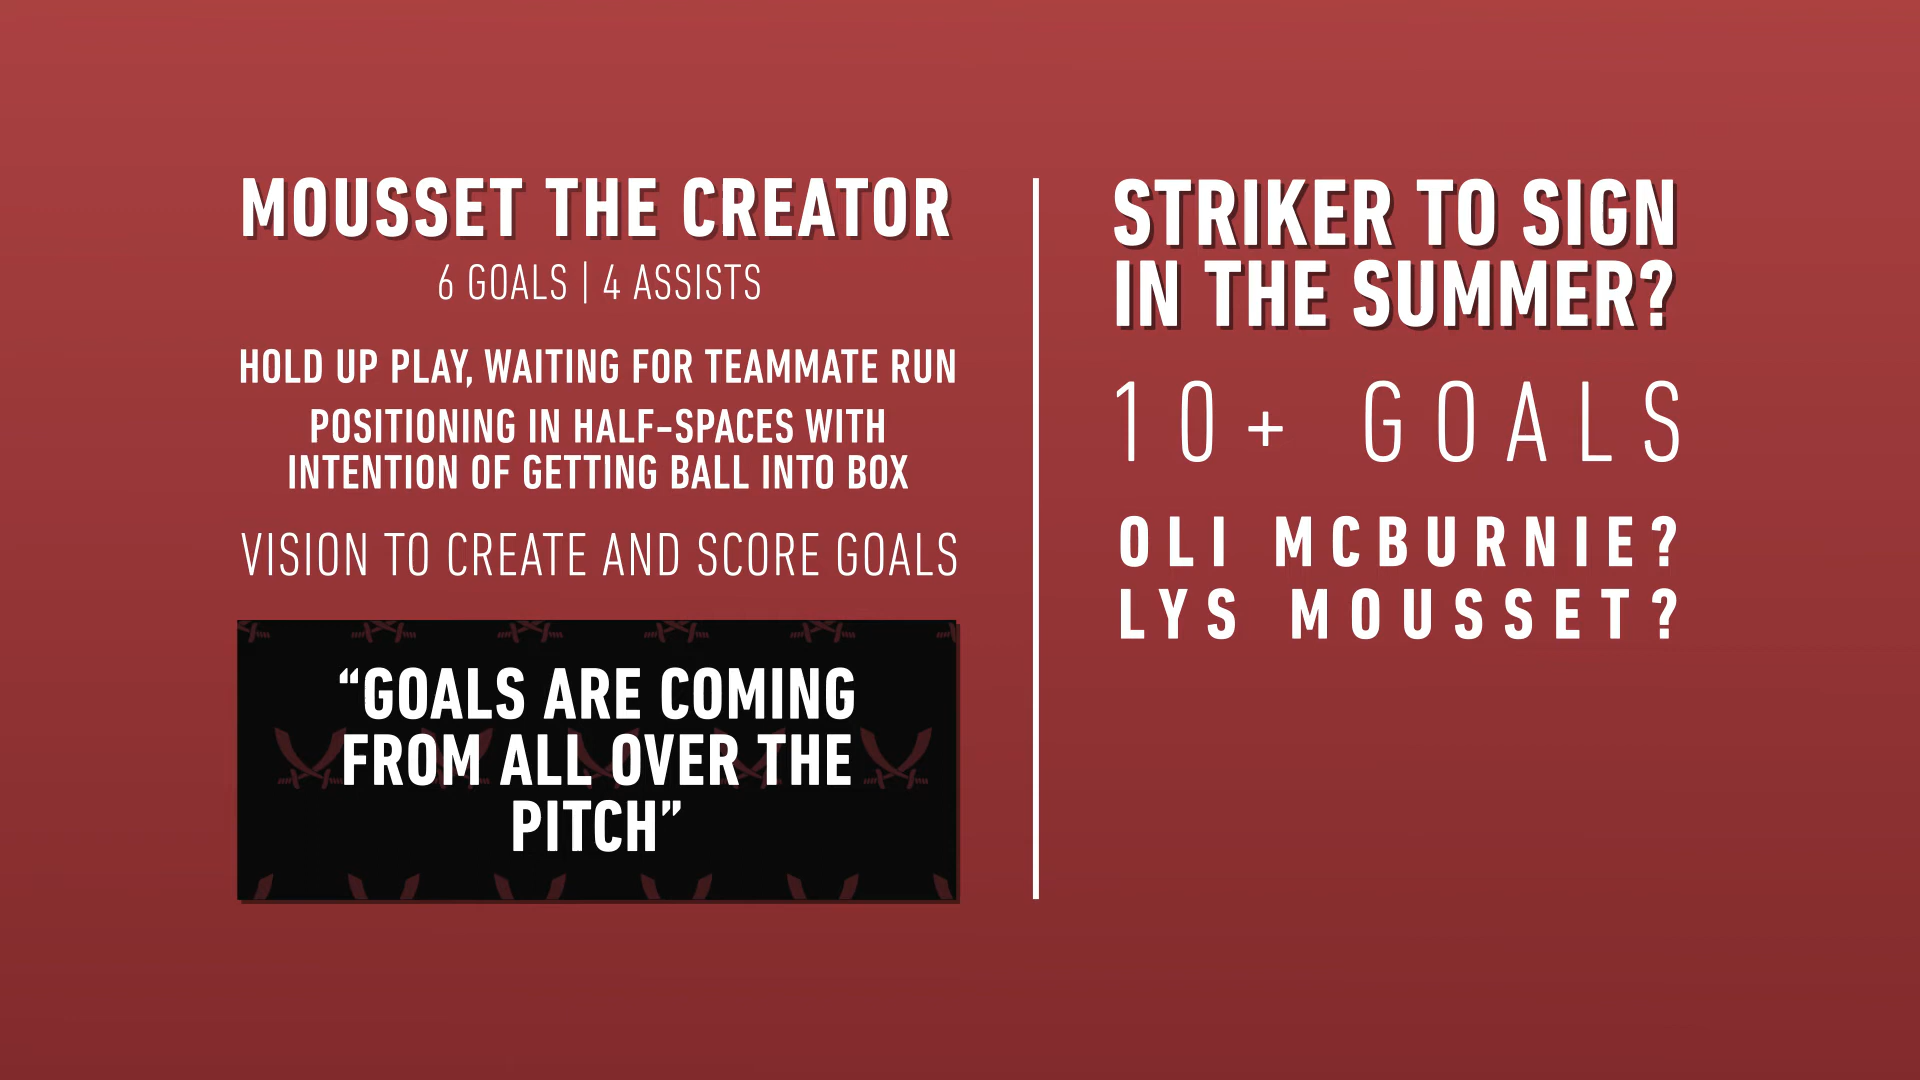 MOUSSET THE CREATOR
6 GOALS | 4 ASSISTS
HOLD UP PLAY, WAITING FOR TEAMMATE RUN
POSITIONING IN HALF-SPACES WITH
INTENTION OF GETTING BALL INTO BOX
VISION TO CREATE AND SCORE GOALS
“GOALS ARE COMING
FROM ALL OVER THE
PITCH”
STRIKER TO SIGN
IN THE SUMMER?
10+ GOALS
OLI MCBURNIE?
LYS MOUSSET?